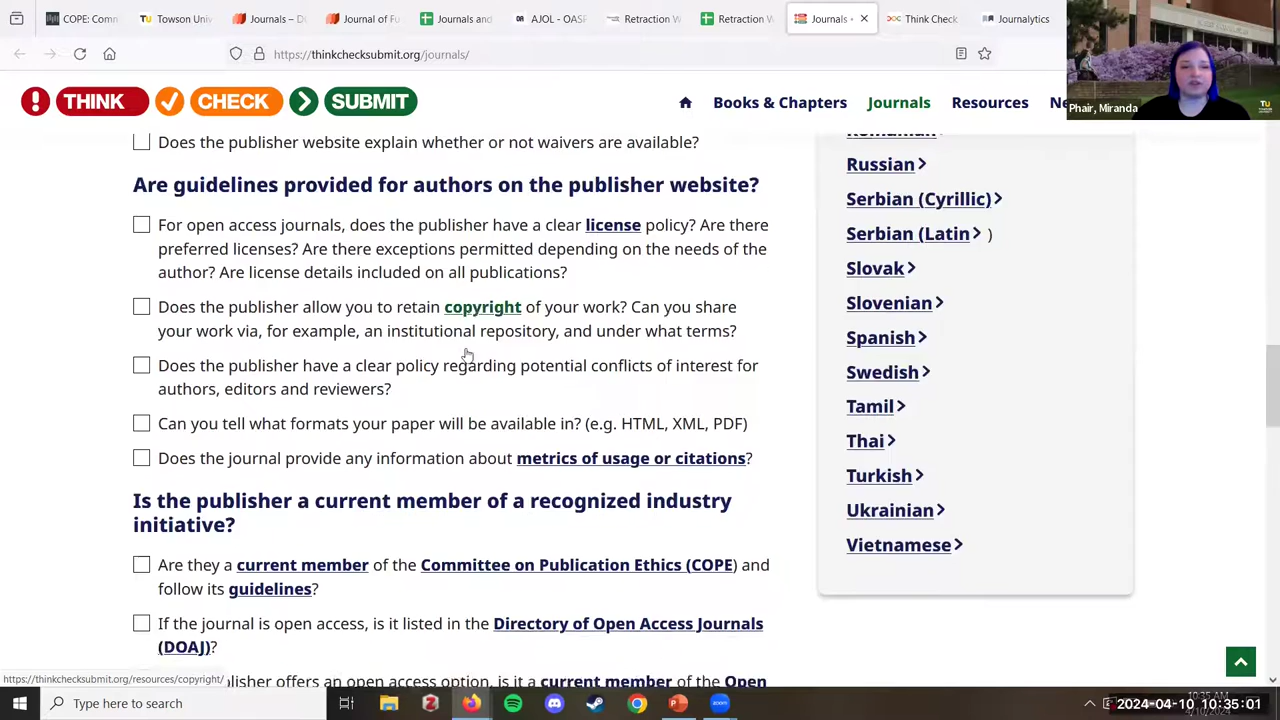 COPE: Comm
Towson Univ
Journals – D
Journal of Fu
Journals and
AJOL - OASP
Retraction W
Retraction W
Journals •
Think Check
Journalytics
https://thinkchecksubmit.org/journals/
Phair, Miranda
TU
! THINK ✓ CHECK > SUBMIT
Books & Chapters
Journals
Resources
Ne
Does the publisher website explain whether or not waivers are available?
Are guidelines provided for authors on the publisher website?
For open access journals, does the publisher have a clear license policy? Are there
preferred licenses? Are there exceptions permitted depending on the needs of the
author? Are license details included on all publications?
Does the publisher allow you to retain copyright of your work? Can you share
your work via, for example, an institutional repository, and under what terms?
Does the publisher have a clear policy regarding potential conflicts of interest for
authors, editors and reviewers?
Can you tell what formats your paper will be available in? (e.g. HTML, XML, PDF)
Does the journal provide any information about metrics of usage or citations?
Is the publisher a current member of a recognized industry
initiative?
Are they a current member of the Committee on Publication Ethics (COPE) and
follow its guidelines?
If the journal is open access, is it listed in the Directory of Open Access Journals
(DOAJ)?
blisher offers an open access option, is it a current member of the Open
Romanian
Russian
Serbian (Cyrillic)
Serbian (Latin )
Slovak
Slovenian
Spanish
Swedish
Tamil
Thai
Turkish
Ukrainian
Vietnamese
https://thinkchecksubmit.org/resources/copyright/
Type here to search
zoom
10:35 AM
4/10/2024
2024-04-10 10:35:01